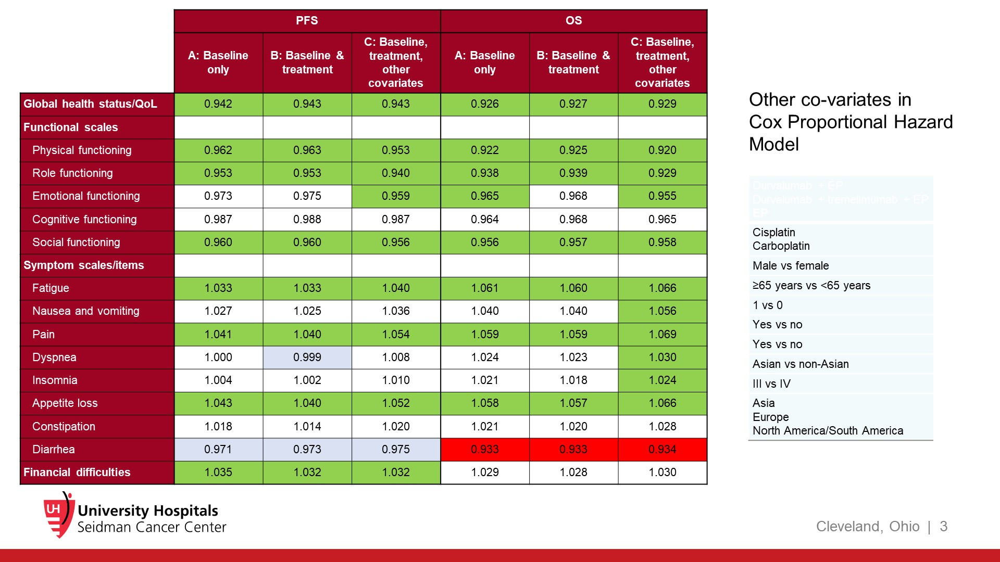 PFS OS
A: Baseline only B: Baseline & treatment C: Baseline, treatment, other covariates A: Baseline only B: Baseline & treatment C: Baseline, treatment, other covariates
Global health status/QoL 0.942 0.943 0.943 0.926 0.927 0.929
Functional scales
Physical functioning 0.962 0.963 0.953 0.922 0.925 0.920
Role functioning 0.953 0.953 0.940 0.938 0.939 0.929
Emotional functioning 0.973 0.975 0.959 0.965 0.968 0.955
Cognitive functioning 0.987 0.988 0.987 0.964 0.968 0.965
Social functioning 0.960 0.960 0.956 0.956 0.957 0.958
Symptom scales/items
Fatigue 1.033 1.033 1.040 1.061 1.060 1.066
Nausea and vomiting 1.027 1.025 1.036 1.040 1.040 1.056
Pain 1.041 1.040 1.054 1.059 1.059 1.069
Dyspnea 1.000 0.999 1.008 1.024 1.023 1.030
Insomnia 1.004 1.002 1.010 1.021 1.018 1.024
Appetite loss 1.043 1.040 1.052 1.058 1.057 1.066
Constipation 1.018 1.014 1.020 1.021 1.020 1.028
Diarrhea 0.971 0.973 0.975 0.933 0.933 0.934
Financial difficulties 1.035 1.032 1.032 1.029 1.028 1.030
Other co-variates in
Cox Proportional Hazard
Model
Durvalumab + EP
Durvalumab + tremelimumab + EP
EP
Cisplatin
Carboplatin
Male vs female
≥65 years vs <65 years
1 vs 0
Yes vs no
Yes vs no
Asian vs non-Asian
III vs IV
Asia
Europe
North America/South America
UH
University Hospitals
Seidman Cancer Center
Cleveland, Ohio | 3